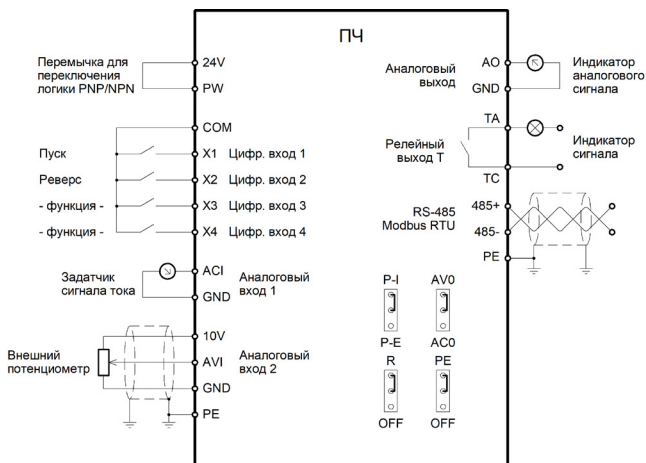 ПЧ
Перемычка для
переключения
логики PNP/NPN
24V
PW
COM
Пуск
X1 Цифр. вход 1
Реверс
X2 Цифр. вход 2
- функция -
X3 Цифр. вход 3
- функция -
X4 Цифр. вход 4
Задатчик
сигнала тока
ACI
GND
Аналоговый
вход 1
Внешний
потенциометр
10V
AVI
GND
PE
Аналоговый
вход 2
Аналоговый
выход
AO
GND
Индикатор
аналогового
сигнала
Релейный
выход T
TA
TC
Индикатор
сигнала
RS-485
Modbus RTU
485+
485-
PE
P-I
AV0
P-E
AC0
R
PE
OFF
OFF